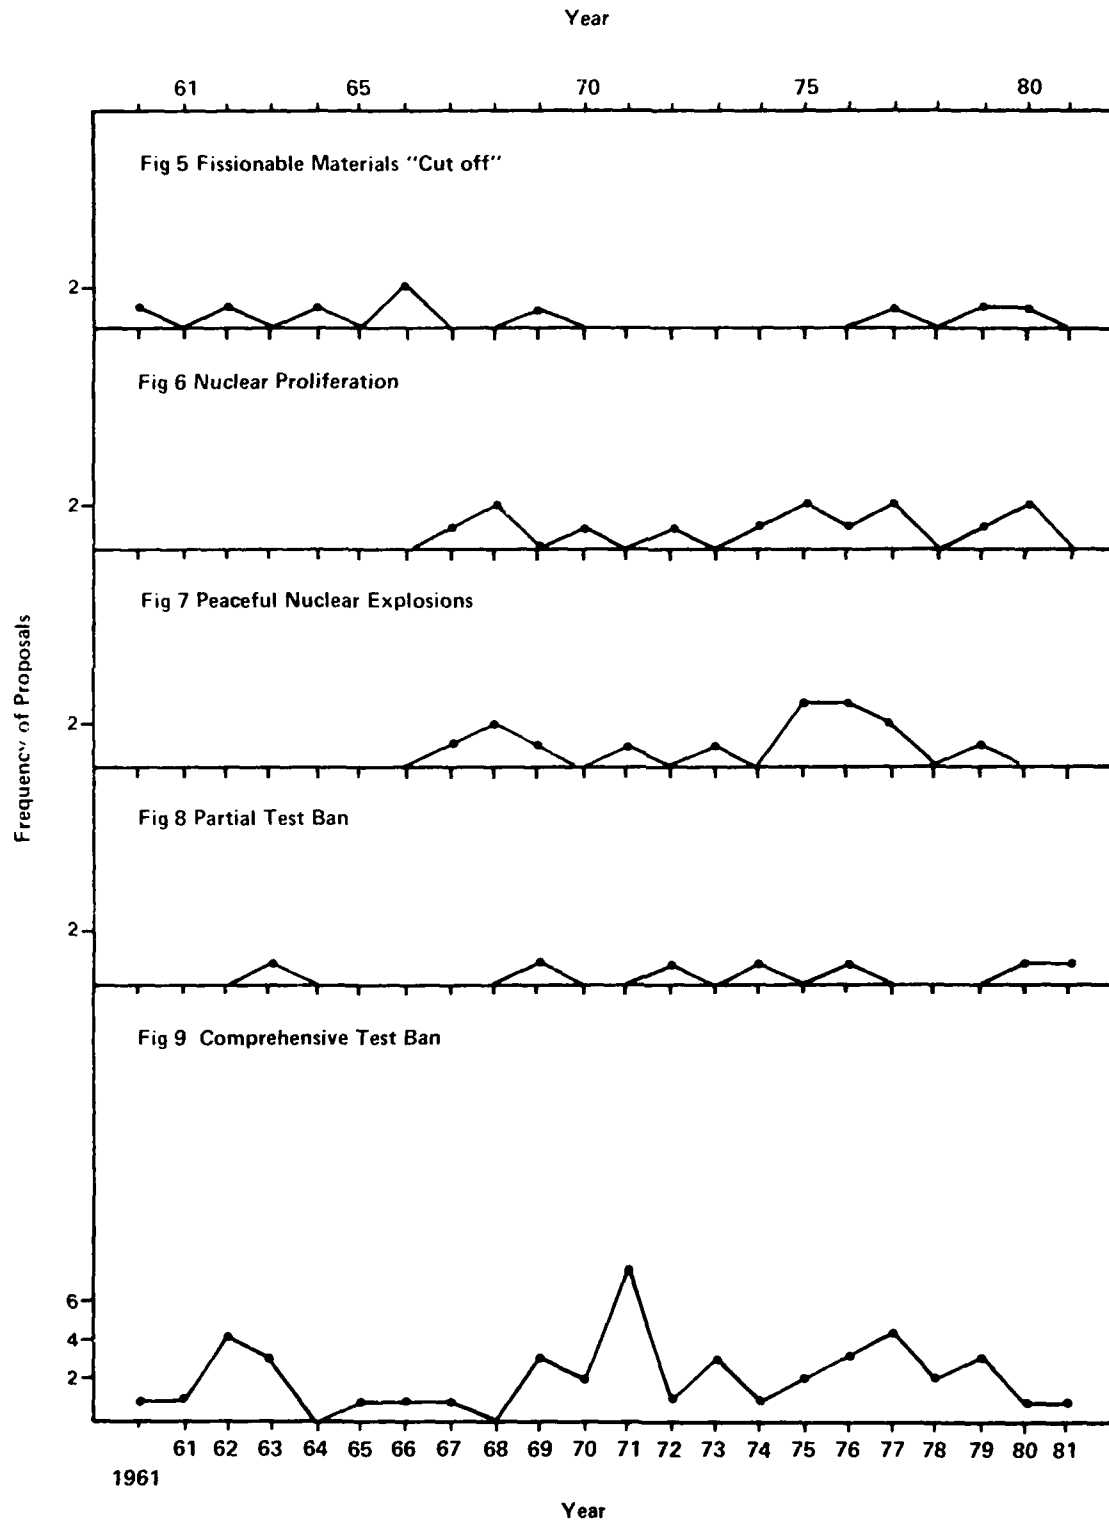 Year
61 65 70 75 80
Fig 5 Fissionable Materials "Cut off"
2
Fig 6 Nuclear Proliferation
2
Fig 7 Peaceful Nuclear Explosions
Frequency of Proposals
2
Fig 8 Partial Test Ban
2
Fig 9 Comprehensive Test Ban
6
4
2
61 62 63 64 65 66 67 68 69 70 71 72 73 74 75 76 77 78 79 80 81
1961
Year